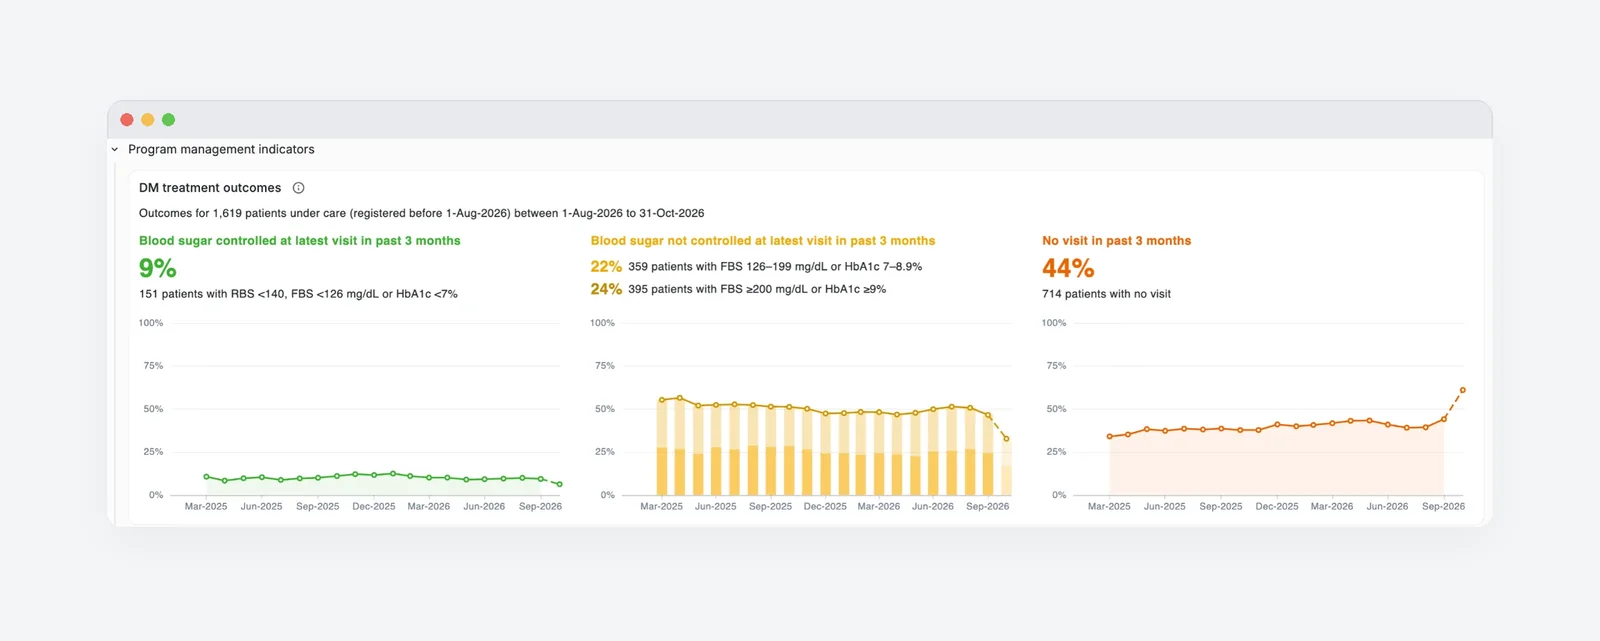 Program management indicators
DM treatment outcomes
Outcomes for 1,619 patients under care (registered before 1-Aug-2026) between 1-Aug-2026 to 31-Oct-2026
Blood sugar controlled at latest visit in past 3 months
9%
151 patients with RBS <140, FBS <126 mg/dL or HbA1c <7%
100%
75%
50%
25%
0%
Mar-2025 Jun-2025 Sep-2025 Dec-2025 Mar-2026 Jun-2026 Sep-2026
Blood sugar not controlled at latest visit in past 3 months
22% 359 patients with FBS 126–199 mg/dL or HbA1c 7–8.9%
24% 395 patients with FBS ≥200 mg/dL or HbA1c ≥9%
100%
75%
50%
25%
0%
Mar-2025 Jun-2025 Sep-2025 Dec-2025 Mar-2026 Jun-2026 Sep-2026
No visit in past 3 months
44%
714 patients with no visit
100%
75%
50%
25%
0%
Mar-2025 Jun-2025 Sep-2025 Dec-2025 Mar-2026 Jun-2026 Sep-2026